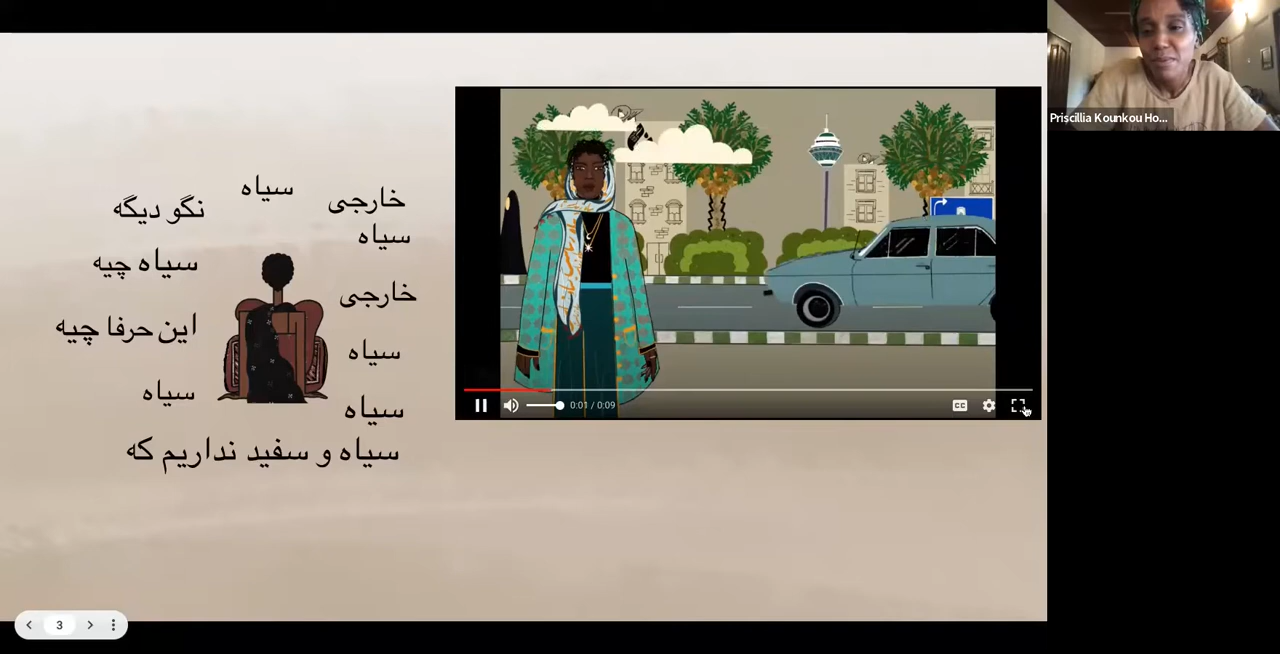 سیاه
خارجی
نگو دیگه
سیاه
سیاه چیه
خارجی
این حرفا چیه
سیاه
سیاه
سیاه
سیاه و سفید نداریم که
0:01 / 0:09
CC
Priscillia Kounkou Ho...
3